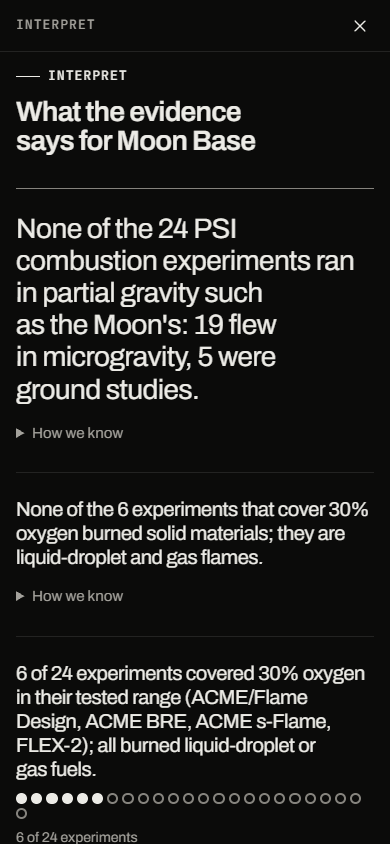 INTERPRET
INTERPRET
What the evidence
says for Moon Base
None of the 24 PSI
combustion experiments ran
in partial gravity such
as the Moon's: 19 flew
in microgravity, 5 were
ground studies.
How we know
None of the 6 experiments that cover 30%
oxygen burned solid materials; they are
liquid-droplet and gas flames.
How we know
6 of 24 experiments covered 30% oxygen
in their tested range (ACME/Flame
Design, ACME BRE, ACME s-Flame,
FLEX-2); all burned liquid-droplet or
gas fuels.
6 of 24 experiments